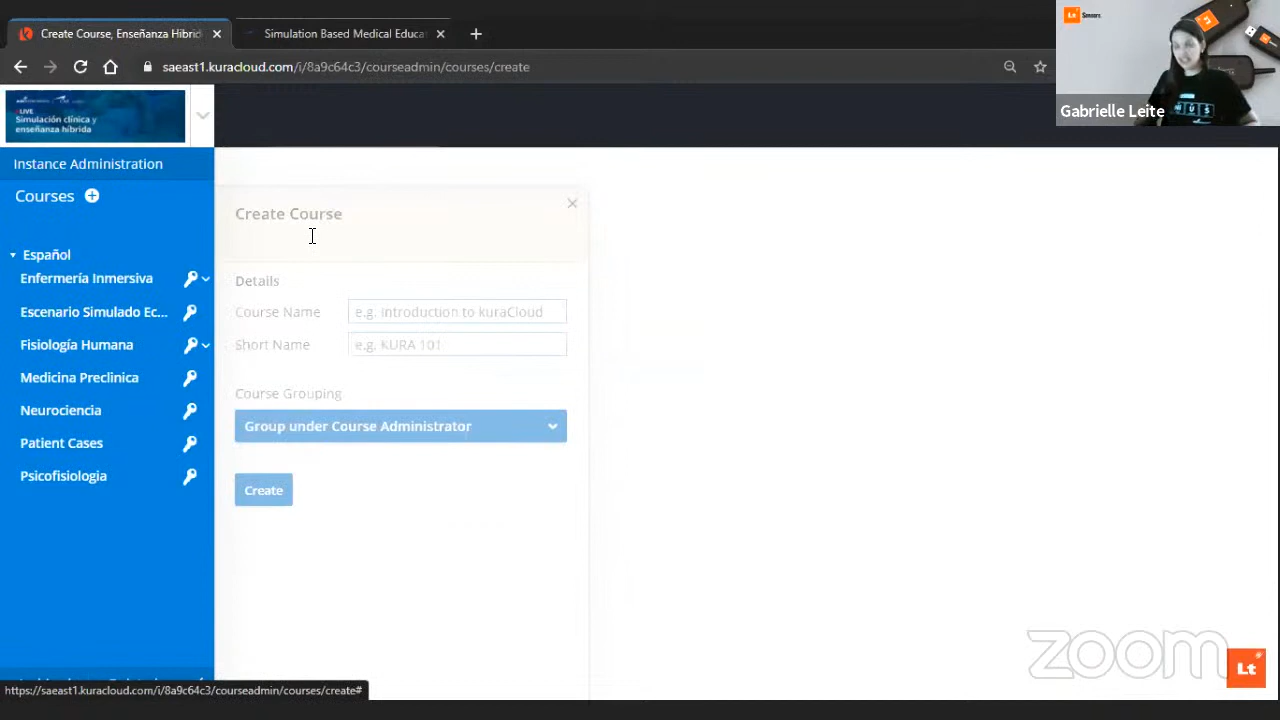 Create Course, Enseñanza Híbrid
Simulation Based Medical Educa
saeast1.kuracloud.com/i/8a9c64c3/courseadmin/courses/create
Lt
Gabrielle Leite
LIVE
Simulación clínica y
enseñanza híbrida
Instance Administration
Courses
Español
Enfermería Inmersiva
Escenario Simulado Ec...
Fisiología Humana
Medicina Preclinica
Neurociencia
Patient Cases
Psicofisiologia
Create Course
Details
Course Name
e.g. Introduction to kuraCloud
Short Name
e.g. KURA 101
Course Grouping
Group under Course Administrator
Create
https://saeast1.kuracloud.com/i/8a9c64c3/courseadmin/courses/create#
zoom
Lt